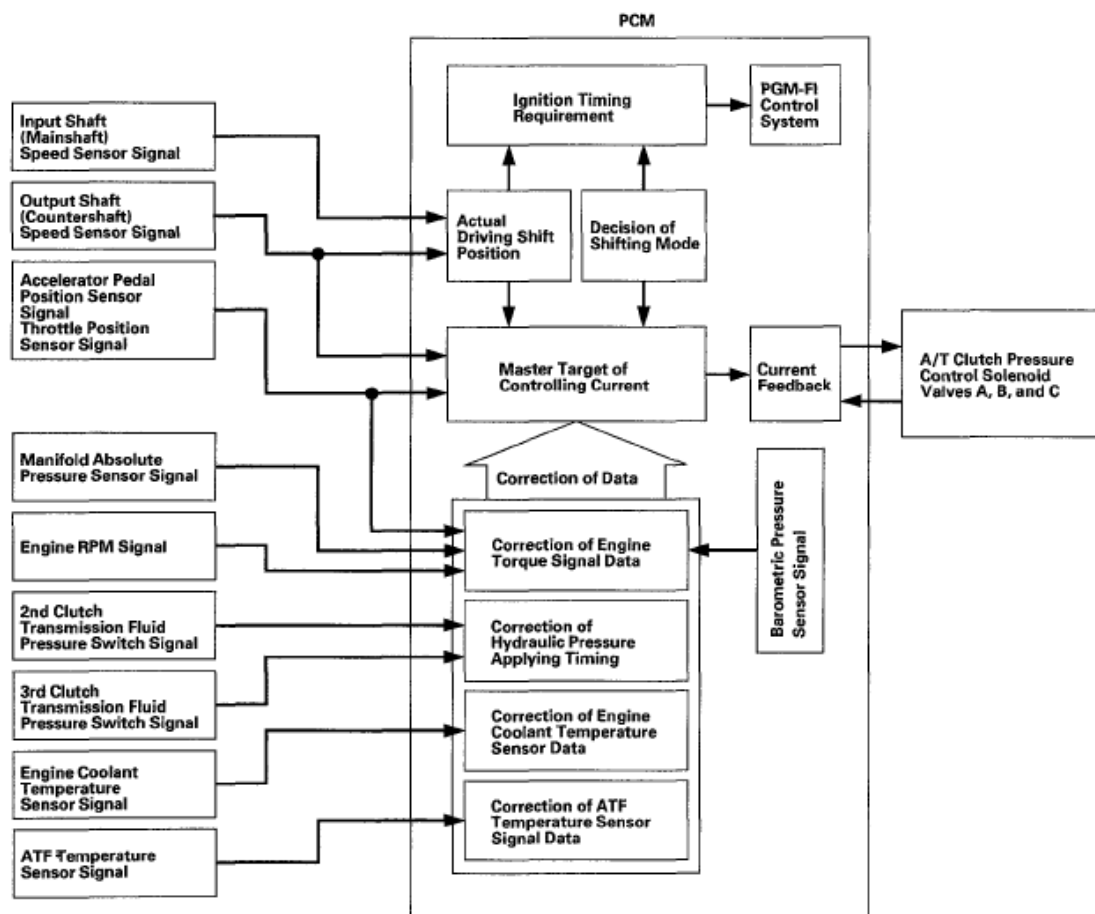 PCM
Ignition Timing
Requirement
PGM-FI
Control
System
Input Shaft
(Mainshaft)
Speed Sensor Signal
Output Shaft
(Countershaft)
Speed Sensor Signal
Actual
Driving Shift
Position
Decision of
Shifting Mode
Accelerator Pedal
Position Sensor
Signal
Throttle Position
Sensor Signal
Master Target of
Controlling Current
Current
Feedback
A/T Clutch Pressure
Control Solenoid
Valves A, B, and C
Manifold Absolute
Pressure Sensor Signal
Correction of Data
Engine RPM Signal
Correction of Engine
Torque Signal Data
Barometric Pressure
Sensor Signal
2nd Clutch
Transmission Fluid
Pressure Switch Signal
Correction of
Hydraulic Pressure
Applying Timing
3rd Clutch
Transmission Fluid
Pressure Switch Signal
Correction of Engine
Coolant Temperature
Sensor Data
Engine Coolant
Temperature
Sensor Signal
Correction of ATF
Temperature Sensor
Signal Data
ATF Temperature
Sensor Signal